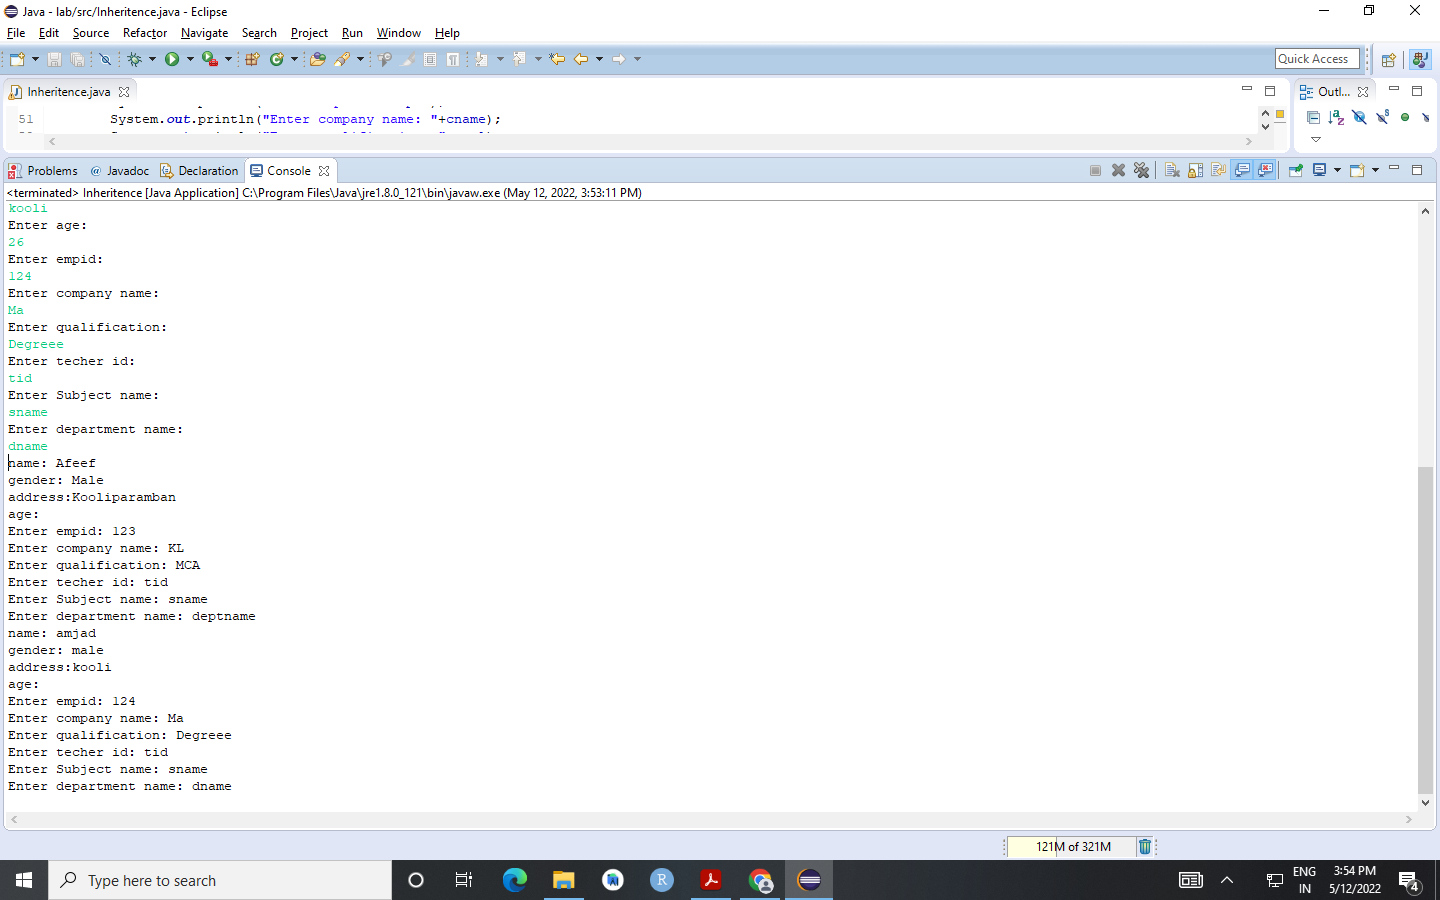 Java - lab/src/Inheritence.java - Eclipse
File Edit Source Refactor Navigate Search Project Run Window Help
Quick Access
Inheritence.java
Outl...
51 System.out.println("Enter company name: "+cname);
Problems @ Javadoc Declaration Console
<terminated> Inheritence [Java Application] C:\Program Files\Java\jre1.8.0_121\bin\javaw.exe (May 12, 2022, 3:53:11 PM)
kooli
Enter age:
26
Enter empid:
124
Enter company name:
Ma
Enter qualification:
Degreee
Enter techer id:
tid
Enter Subject name:
sname
Enter department name:
dname
name: Afeef
gender: Male
address:Kooliparamban
age:
Enter empid: 123
Enter company name: KL
Enter qualification: MCA
Enter techer id: tid
Enter Subject name: sname
Enter department name: deptname
name: amjad
gender: male
address:kooli
age:
Enter empid: 124
Enter company name: Ma
Enter qualification: Degreee
Enter techer id: tid
Enter Subject name: sname
Enter department name: dname
121M of 321M
Type here to search
R
ENG
IN
3:54 PM
5/12/2022
4